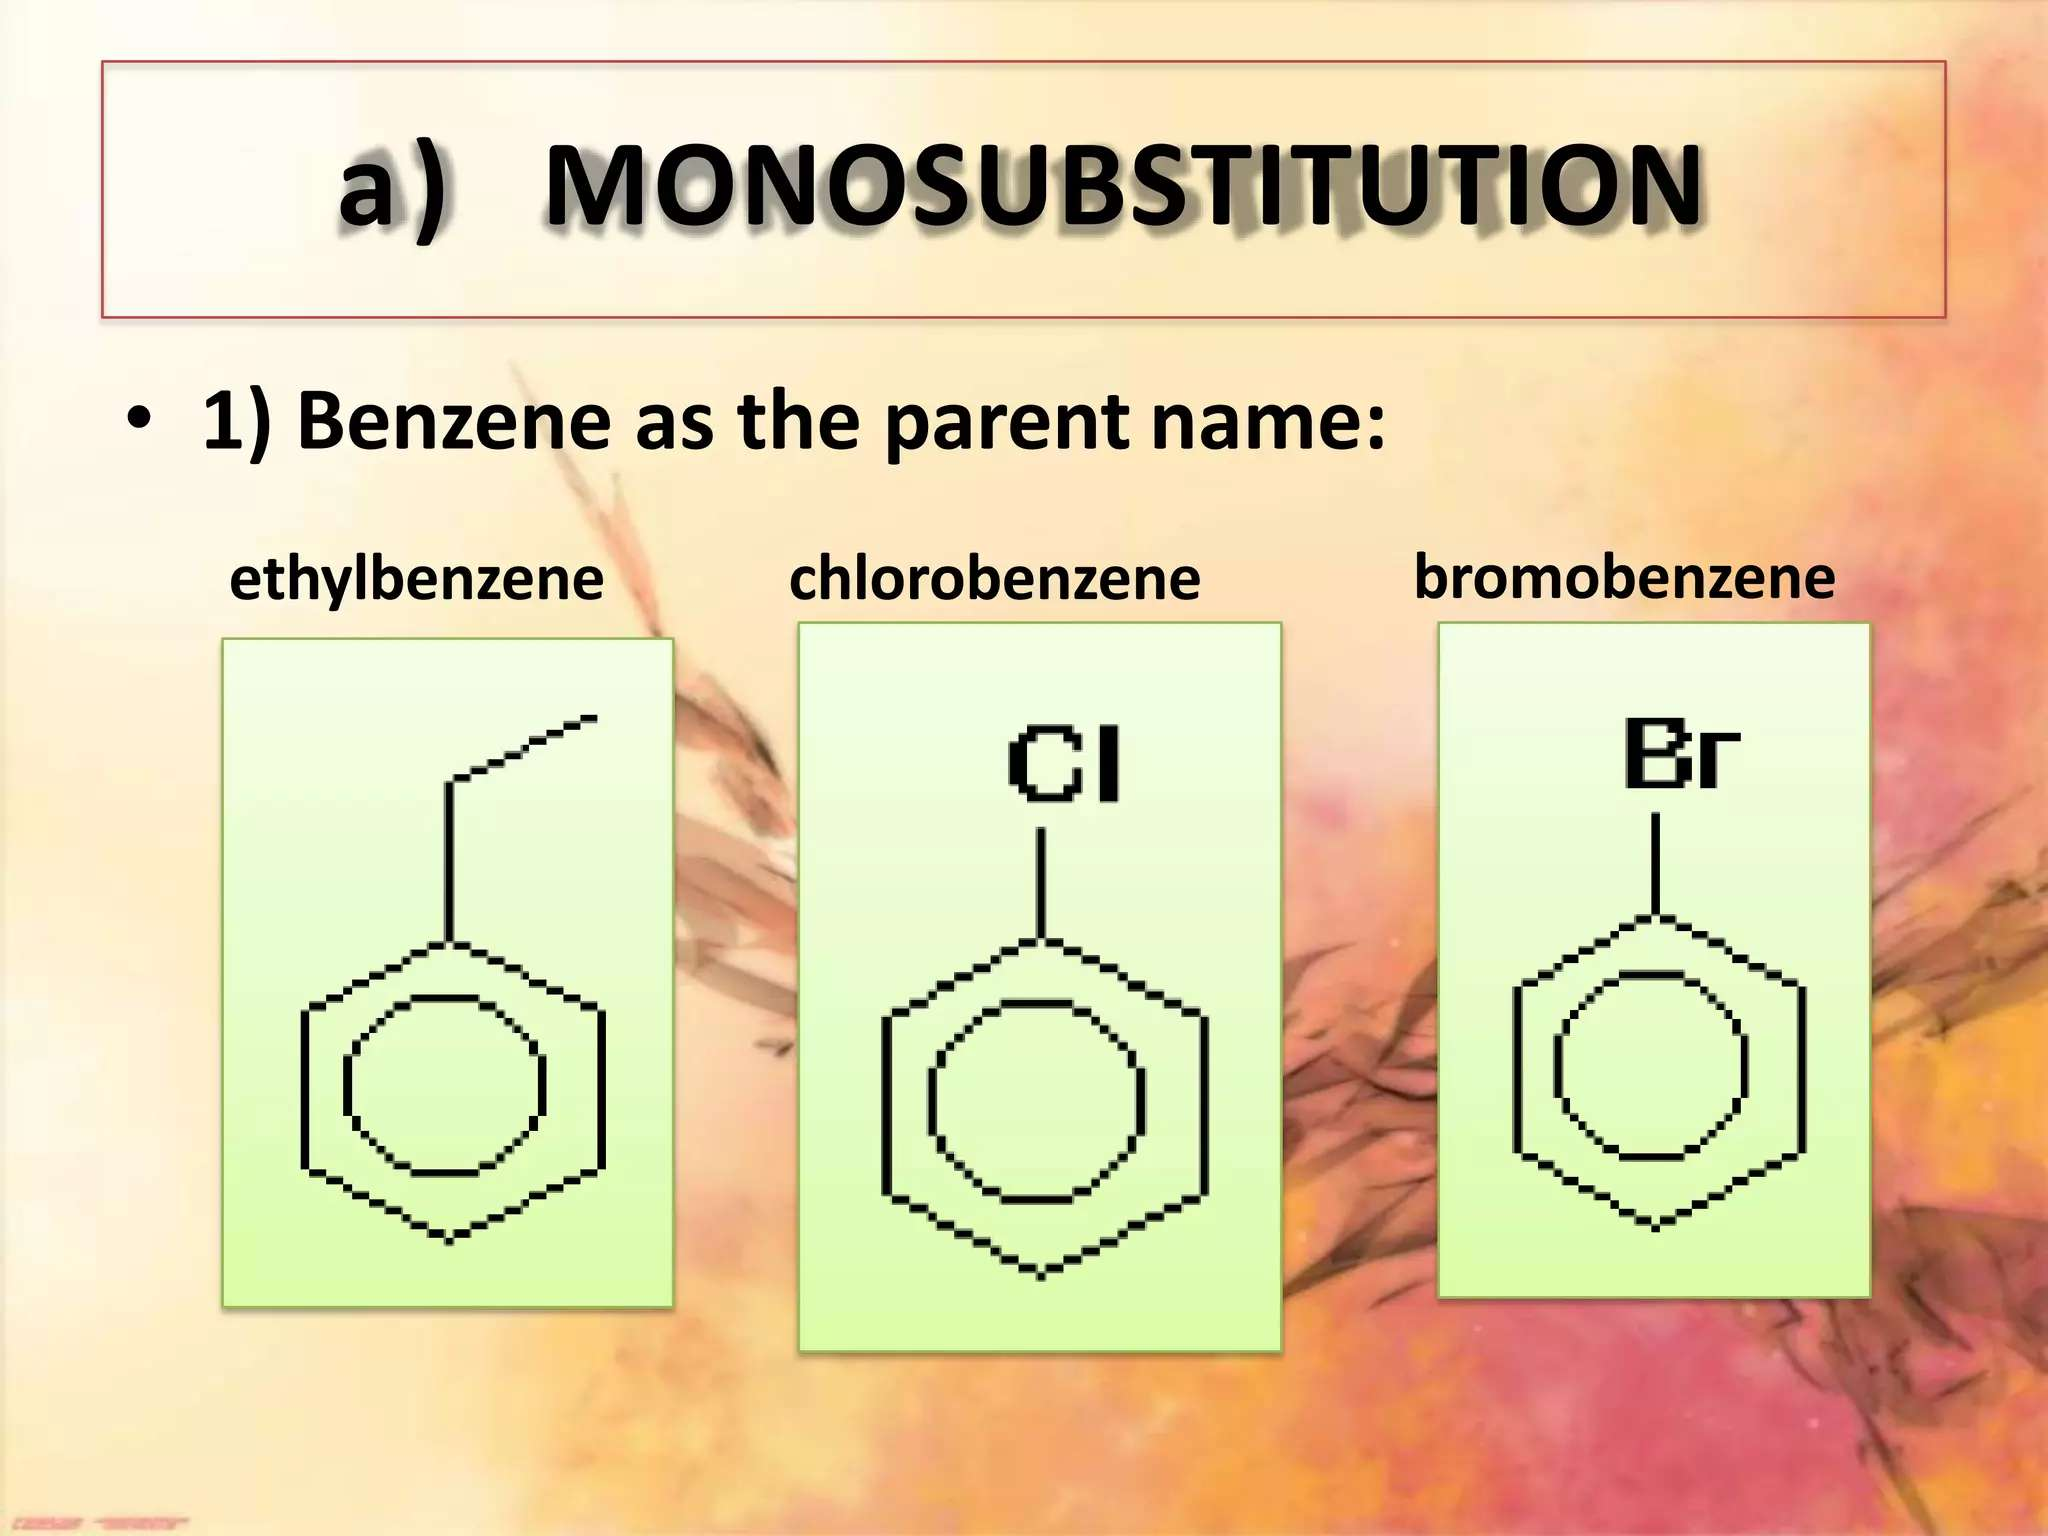 a) MONOSUBSTITUTION
• 1) Benzene as the parent name:
ethylbenzene chlorobenzene bromobenzene
Cl Br